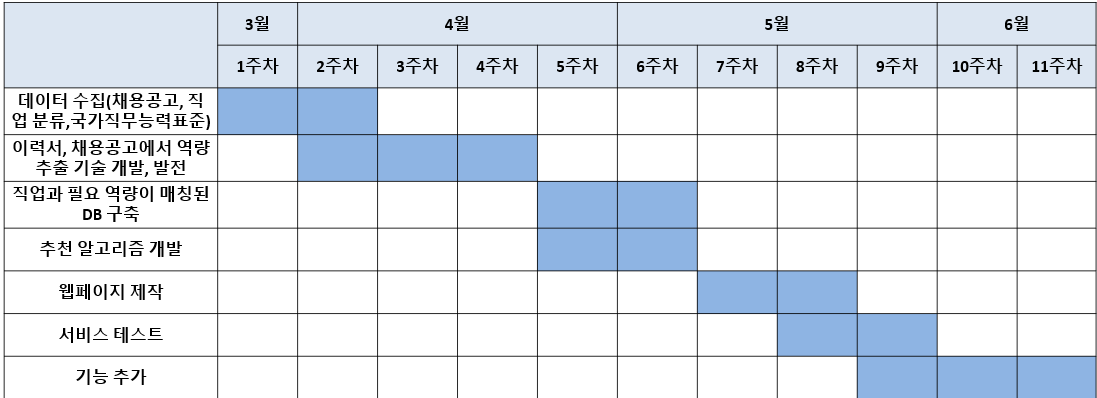 3월 4월 5월 6월
1주차 2주차 3주차 4주차 5주차 6주차 7주차 8주차 9주차 10주차 11주차
데이터 수집(채용공고, 직
업 분류,국가직무능력표준)
이력서, 채용공고에서 역량
추출 기술 개발, 발전
직업과 필요 역량이 매칭된
DB 구축
추천 알고리즘 개발
웹페이지 제작
서비스 테스트
기능 추가